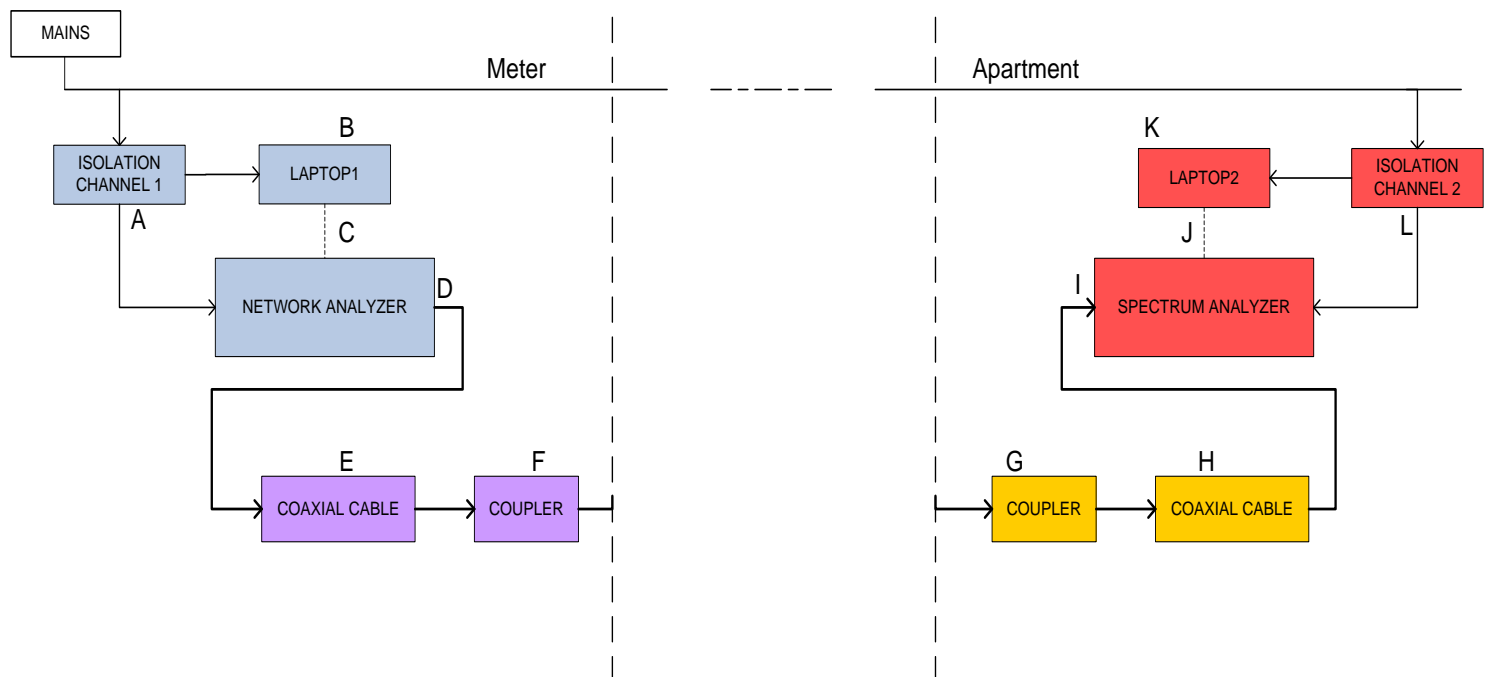 MAINS
Meter
Apartment
B
K
ISOLATION
CHANNEL 1
LAPTOP1
LAPTOP2
ISOLATION
CHANNEL 2
A
C
J
L
D
I
NETWORK ANALYZER
SPECTRUM ANALYZER
E
F
G
H
COAXIAL CABLE
COUPLER
COUPLER
COAXIAL CABLE